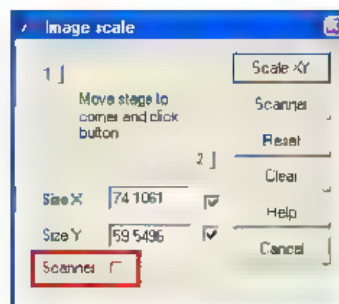 Image scale
1
Move stage to
corner and click
button
2
Size X 74.1061
Size Y 59.5496
Scanner
Scale XY
Scanner
Reset
Clear
Help
Cancel